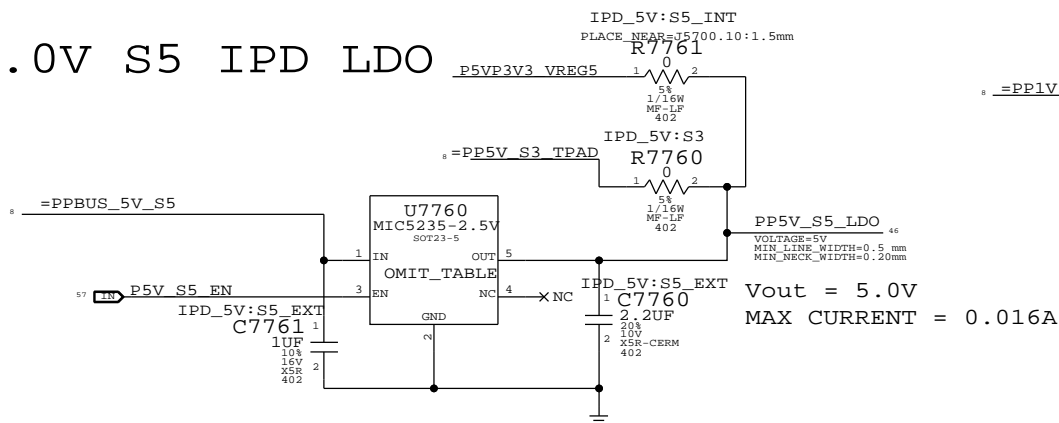 .0V S5 IPD LDO
IPD_5V:S5_INT
PLACE_NEAR=J5700.10:1.5mm
R7761
P5VP3V3_VREG5
1
0
2
5%
1/16W
MF-LF
402
8 =PP1V
IPD_5V:S3
8 =PP5V_S3_TPAD
R7760
1
0
2
5%
1/16W
MF-LF
402
8 =PPBUS_5V_S5
U7760
MIC5235-2.5V
SOT23-5
1 IN
OUT 5
OMIT_TABLE
3 EN
NC 4
NC
GND
2
PP5V_S5_LDO 46
VOLTAGE=5V
MIN_LINE_WIDTH=0.5 mm
MIN_NECK_WIDTH=0.20mm
57 IN P5V_S5_EN
IPD_5V:S5_EXT
C7761 1
1UF
10%
16V
X5R
402
2
IPD_5V:S5_EXT
1 C7760
2.2UF
20%
10V
2 X5R-CERM
402
Vout = 5.0V
MAX CURRENT = 0.016A